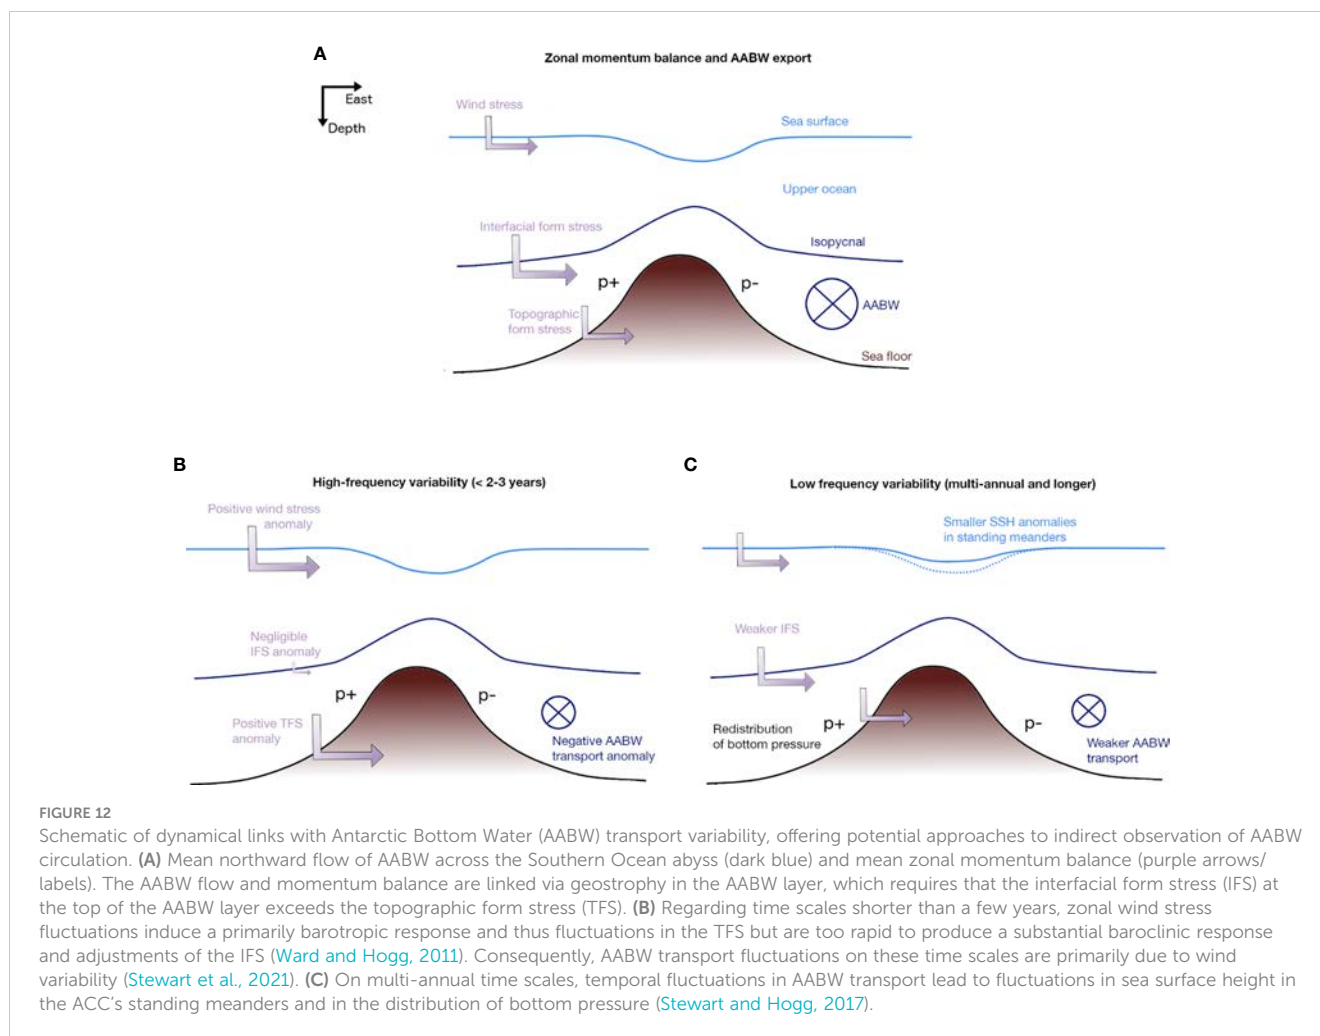 A
Zonal momentum balance and AABW export
East
Depth
Wind stress
Sea surface
Upper ocean
Interfacial form stress
Isopycnal
p+
p-
AABW
Topographic
form stress
Sea floor
B
High-frequency variability (< 2-3 years)
Positive wind stress
anomaly
Negligible
IFS anomaly
p+
p-
Positive TFS
anomaly
Negative AABW
transport anomaly
C
Low frequency variability (multi-annual and longer)
Smaller SSH anomalies
in standing meanders
Weaker IFS
Redistribution
of bottom pressure
p+
p-
Weaker AABW
transport
FIGURE 12
Schematic of dynamical links with Antarctic Bottom Water (AABW) transport variability, offering potential approaches to indirect observation of AABW
circulation. (A) Mean northward flow of AABW across the Southern Ocean abyss (dark blue) and mean zonal momentum balance (purple arrows/
labels). The AABW flow and momentum balance are linked via geostrophy in the AABW layer, which requires that the interfacial form stress (IFS) at
the top of the AABW layer exceeds the topographic form stress (TFS). (B) Regarding time scales shorter than a few years, zonal wind stress
fluctuations induce a primarily barotropic response and thus fluctuations in the TFS but are too rapid to produce a substantial baroclinic response
and adjustments of the IFS (Ward and Hogg, 2011). Consequently, AABW transport fluctuations on these time scales are primarily due to wind
variability (Stewart et al., 2021). (C) On multi-annual time scales, temporal fluctuations in AABW transport lead to fluctuations in sea surface height in
the ACC's standing meanders and in the distribution of bottom pressure (Stewart and Hogg, 2017).